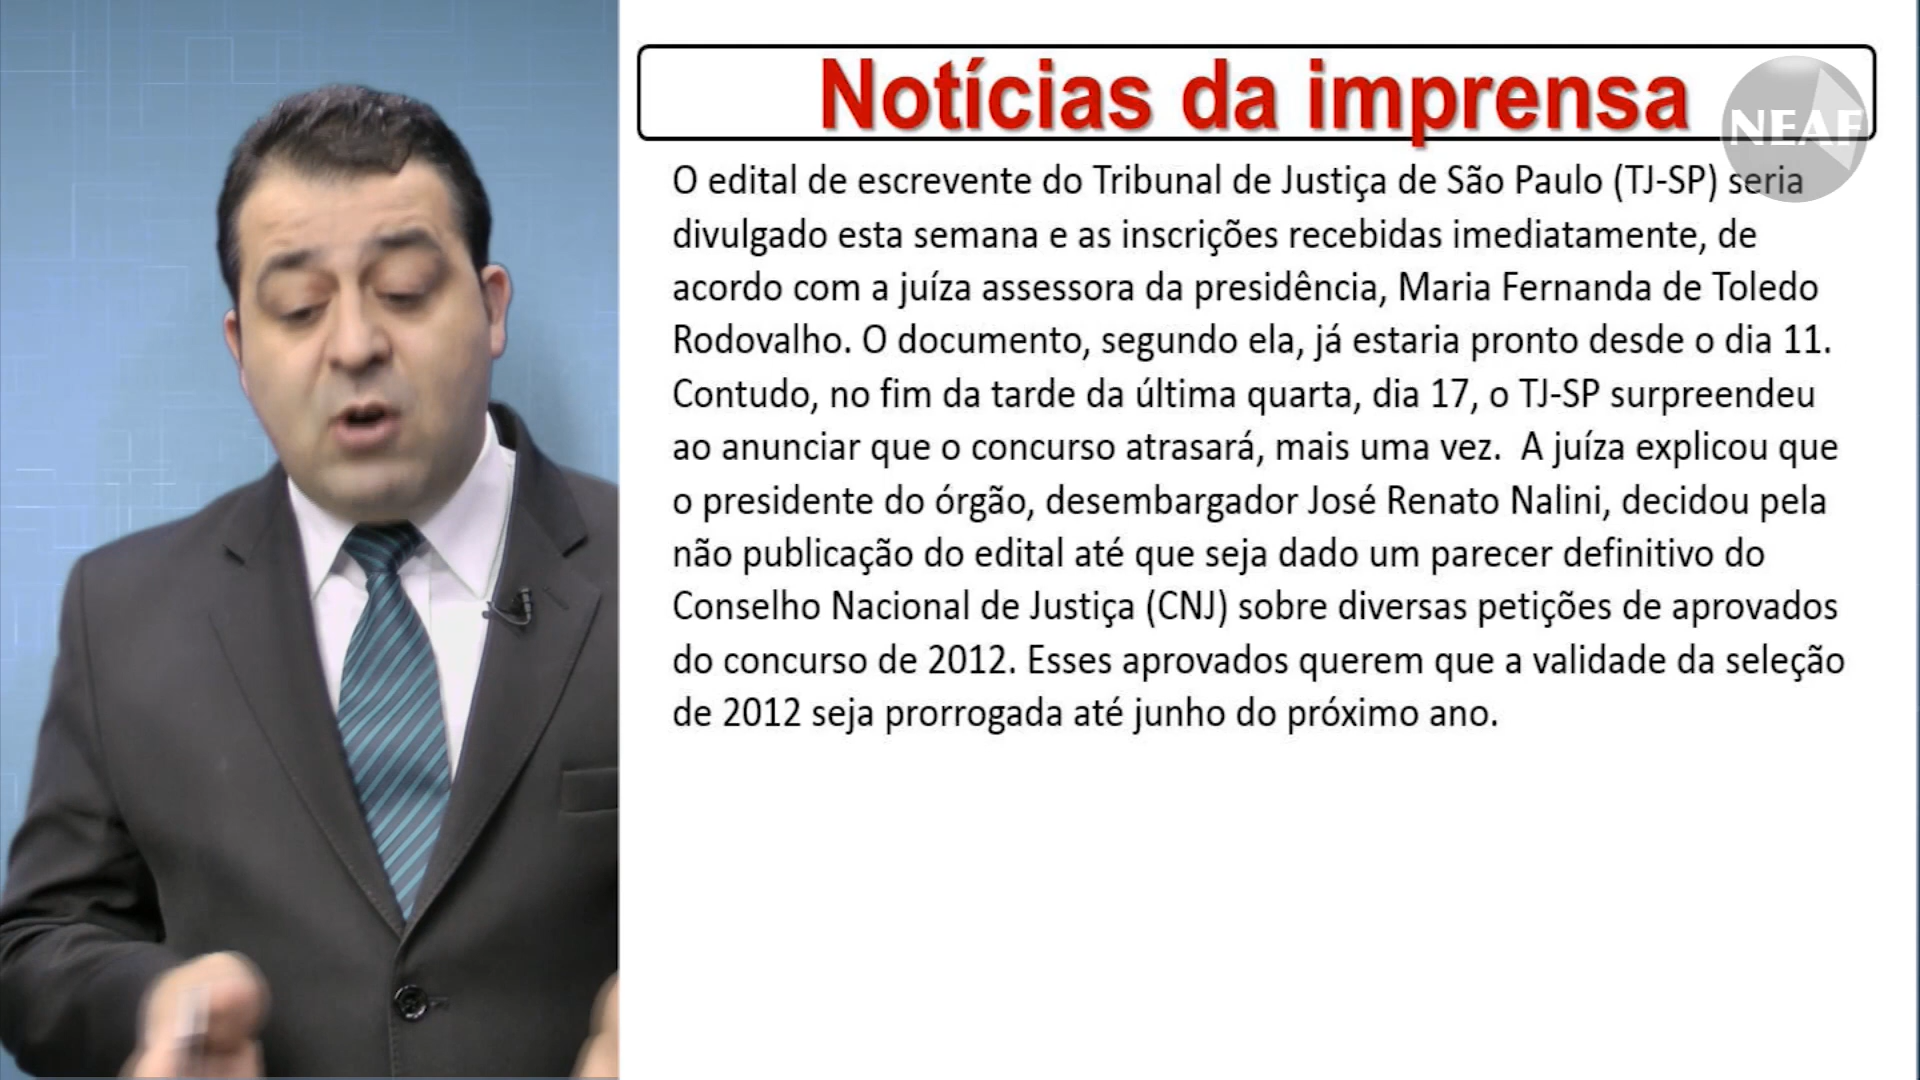 Notícias da imprensa
NEAF
O edital de escrevente do Tribunal de Justiça de São Paulo (TJ-SP) seria
divulgado esta semana e as inscrições recebidas imediatamente, de
acordo com a juíza assessora da presidência, Maria Fernanda de Toledo
Rodovalho. O documento, segundo ela, já estaria pronto desde o dia 11.
Contudo, no fim da tarde da última quarta, dia 17, o TJ-SP surpreendeu
ao anunciar que o concurso atrasará, mais uma vez.  A juíza explicou que
o presidente do órgão, desembargador José Renato Nalini, decidou pela
não publicação do edital até que seja dado um parecer definitivo do
Conselho Nacional de Justiça (CNJ) sobre diversas petições de aprovados
do concurso de 2012. Esses aprovados querem que a validade da seleção
de 2012 seja prorrogada até junho do próximo ano.